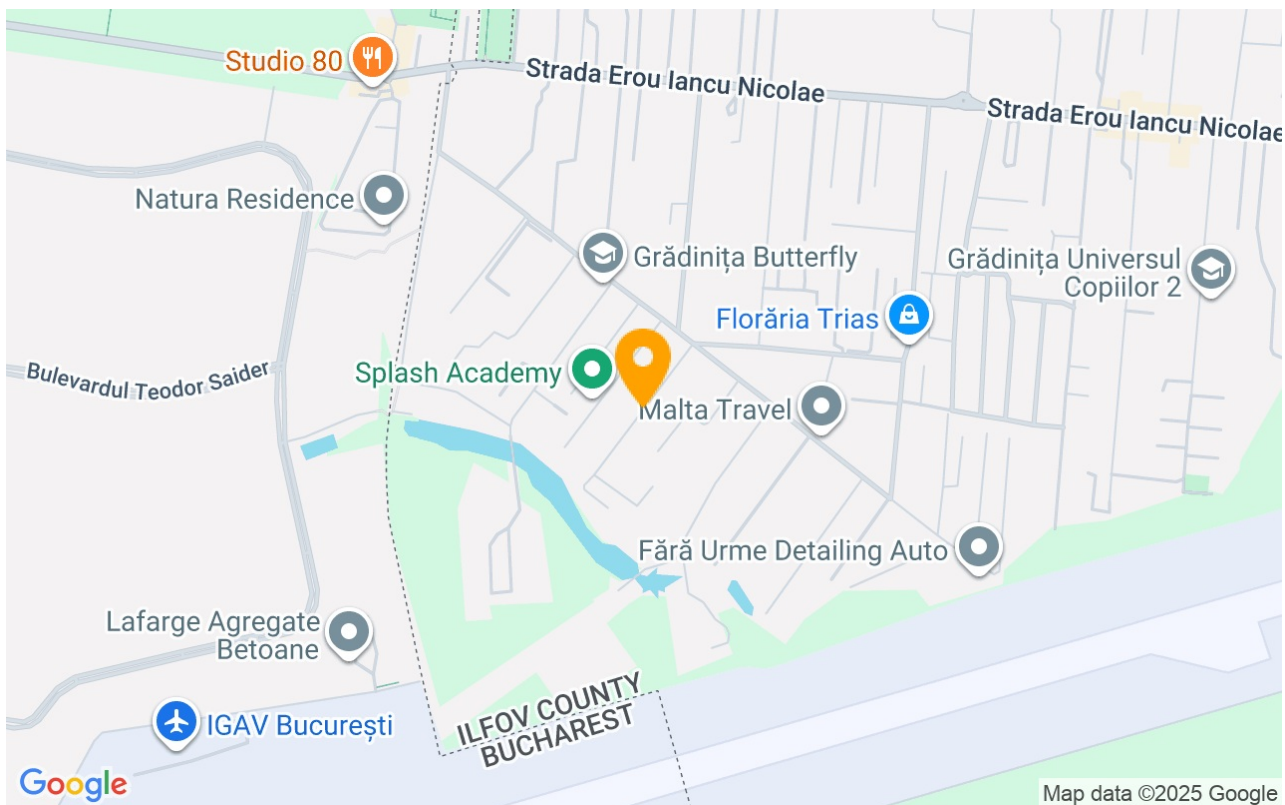 Studio 80
Strada Erou Iancu Nicolae
Strada Erou Iancu Nicolae
Natura Residence
Grădinița Butterfly
Grădinița Universul
Copiilor 2
Florăria Trias
Bulevardul Teodor Saider
Splash Academy
Malta Travel
Fără Urme Detailing Auto
Lafarge Agregate
Betoane
ILFOV COUNTY
BUCHAREST
IGAV București
Google
Map data ©2025 Google